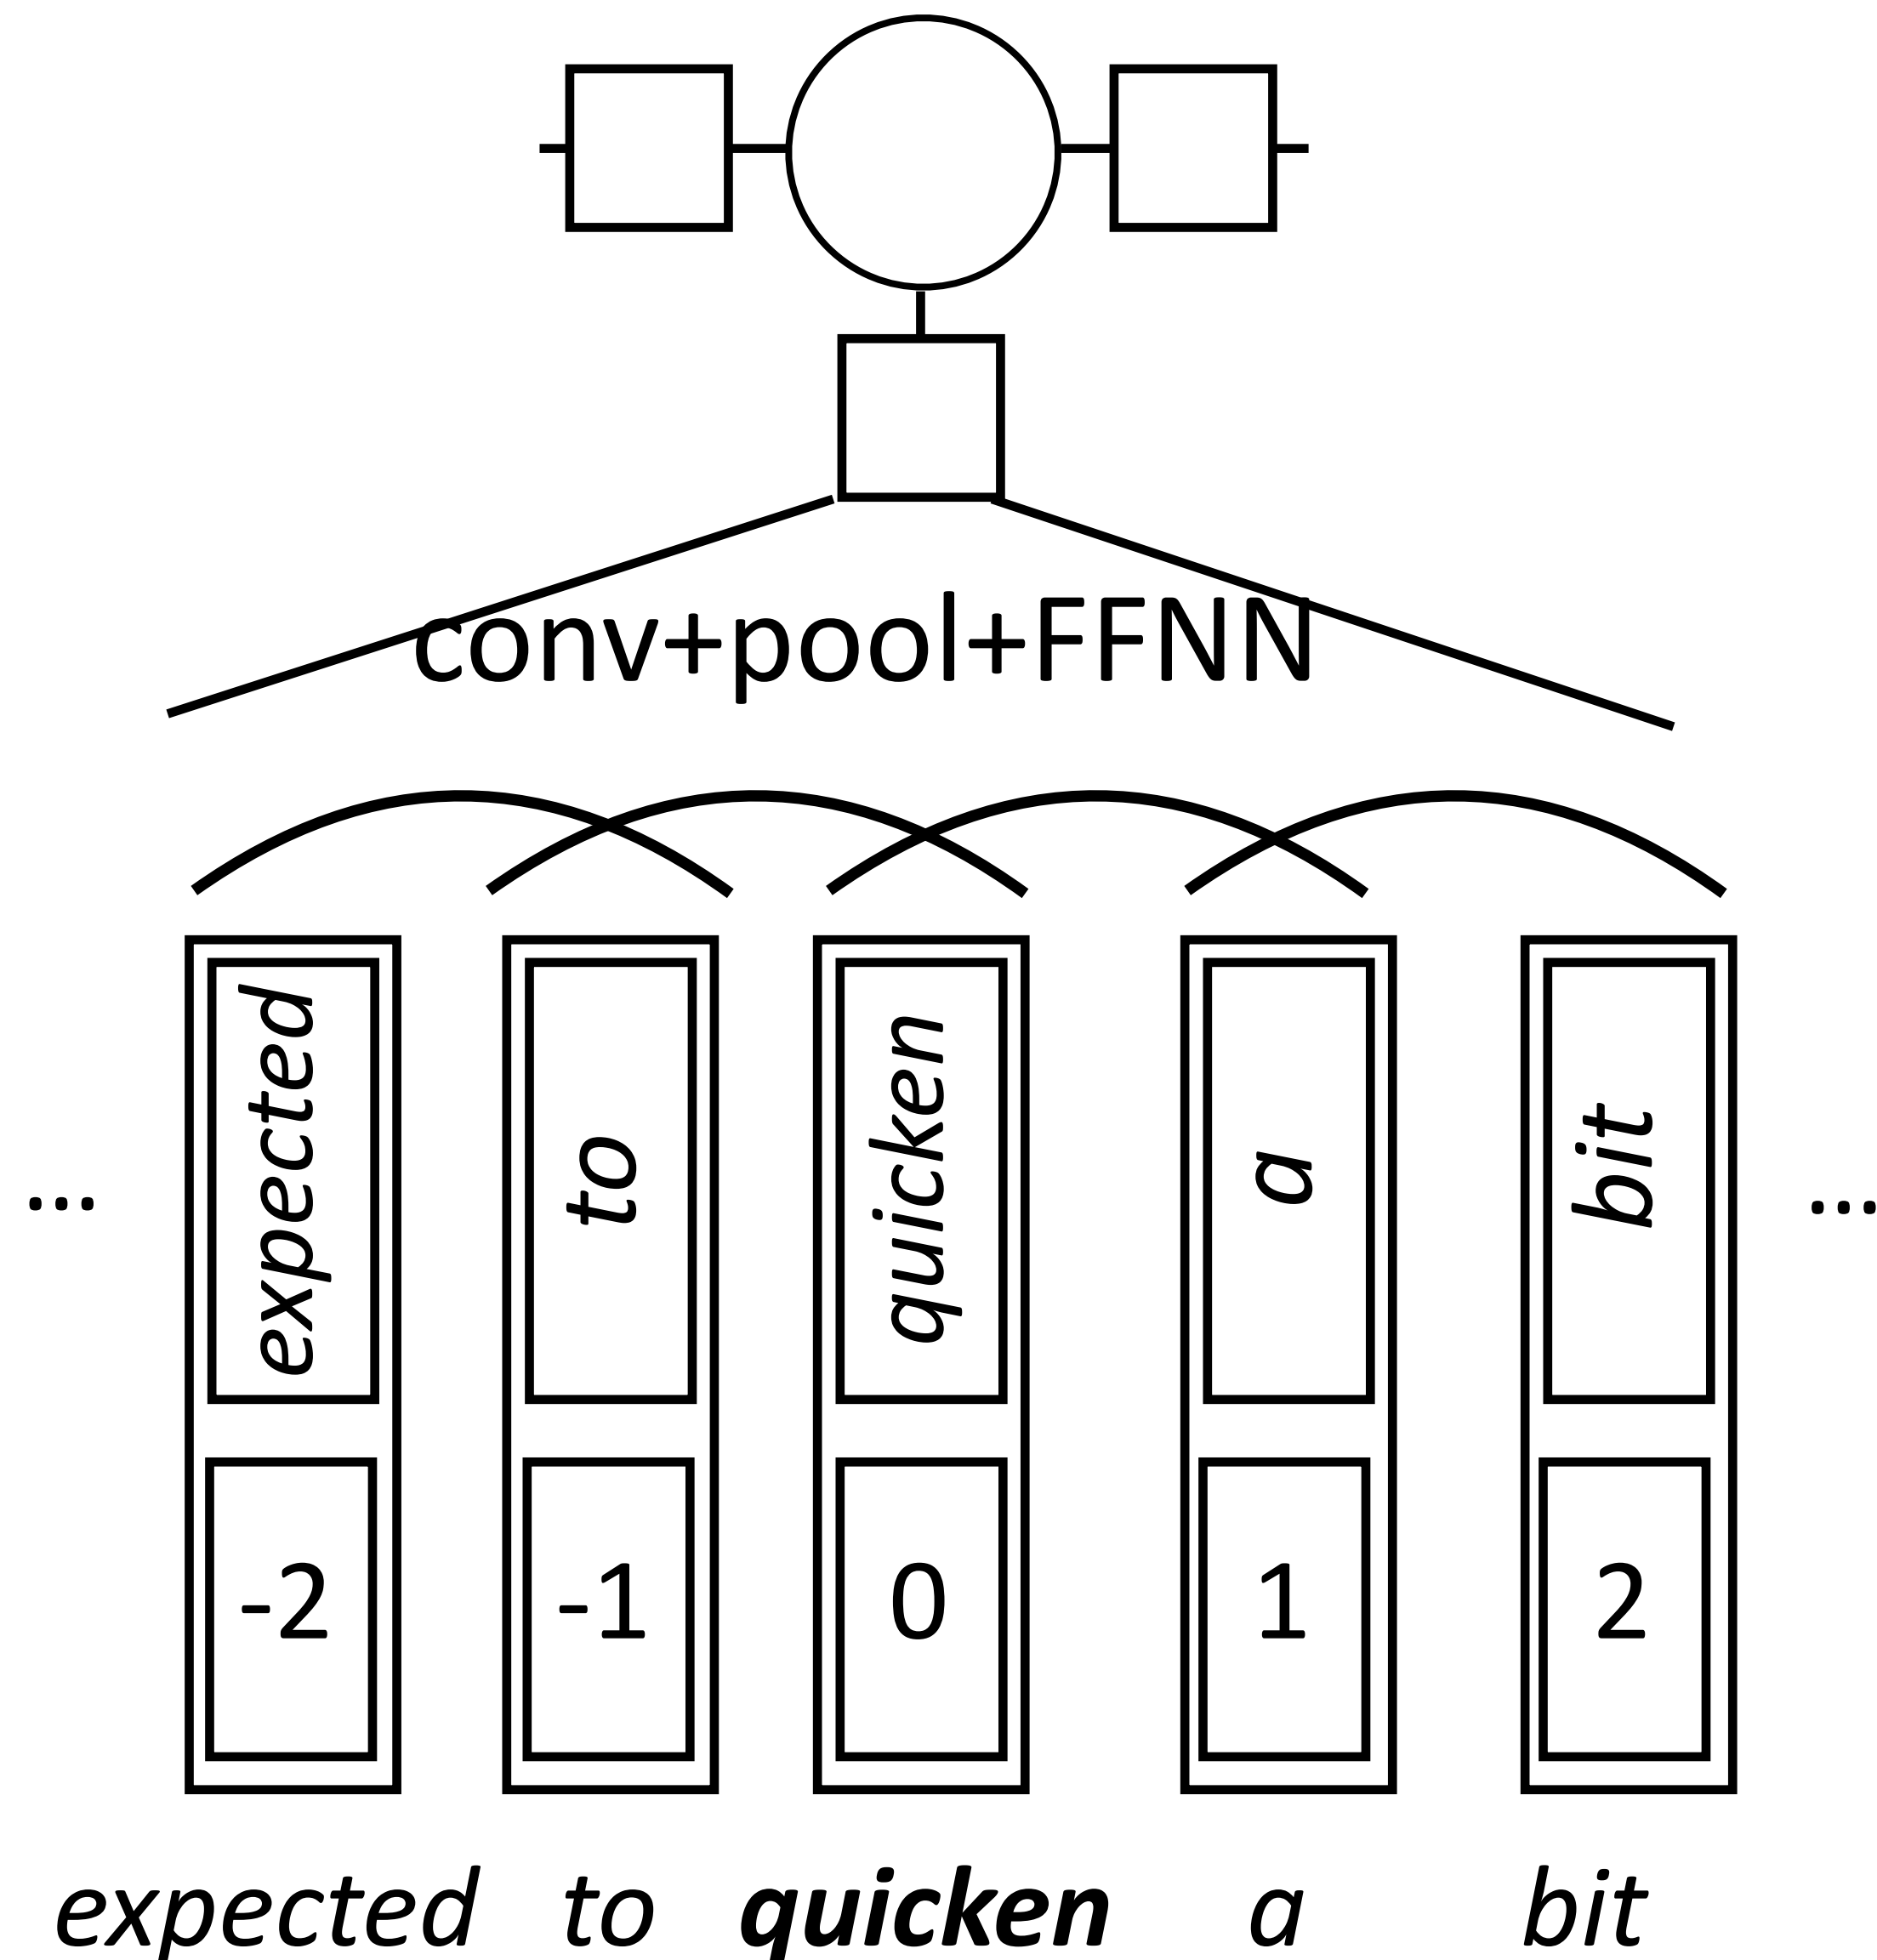 conv+pool+FFNN
... expected to quicken a bit ...
-2 -1 0 1 2
expected to quicken a bit